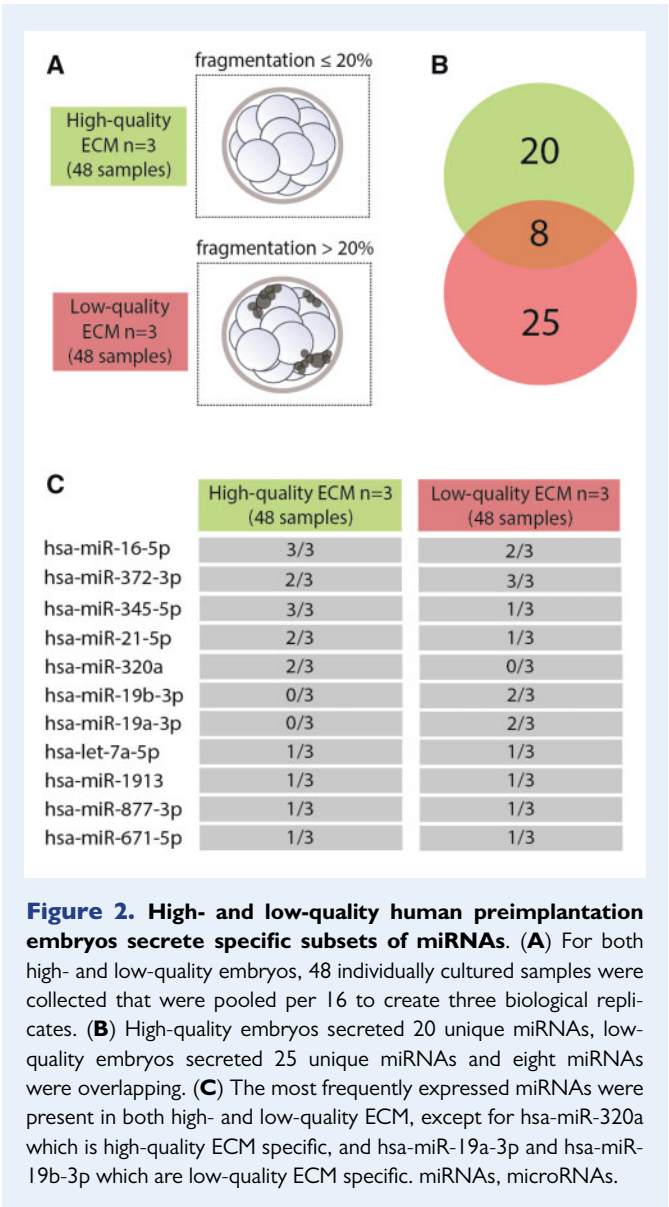 A
fragmentation ≤ 20%
High-quality
ECM n=3
(48 samples)
fragmentation > 20%
Low-quality
ECM n=3
(48 samples)
B
20
8
25
C
High-quality ECM n=3
(48 samples)
Low-quality ECM n=3
(48 samples)
hsa-miR-16-5p 3/3 2/3
hsa-miR-372-3p 2/3 3/3
hsa-miR-345-5p 3/3 1/3
hsa-miR-21-5p 2/3 1/3
hsa-miR-320a 2/3 0/3
hsa-miR-19b-3p 0/3 2/3
hsa-miR-19a-3p 0/3 2/3
hsa-let-7a-5p 1/3 1/3
hsa-miR-1913 1/3 1/3
hsa-miR-877-3p 1/3 1/3
hsa-miR-671-5p 1/3 1/3
Figure 2. High- and low-quality human preimplantation
embryos secrete specific subsets of miRNAs. (A) For both
high- and low-quality embryos, 48 individually cultured samples were
collected that were pooled per 16 to create three biological repli-
cates. (B) High-quality embryos secreted 20 unique miRNAs, low-
quality embryos secreted 25 unique miRNAs and eight miRNAs
were overlapping. (C) The most frequently expressed miRNAs were
present in both high- and low-quality ECM, except for hsa-miR-320a
which is high-quality ECM specific, and hsa-miR-19a-3p and hsa-miR-
19b-3p which are low-quality ECM specific. miRNAs, microRNAs.